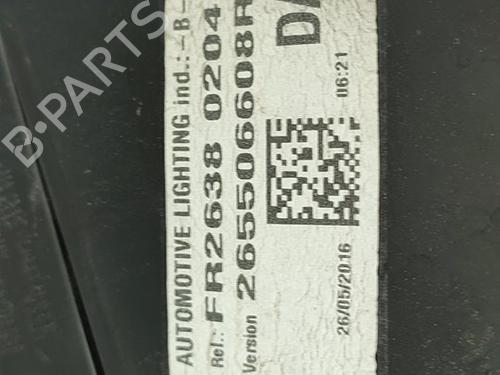 AUTOMOTIVE LIGHTING ind.:-B-
Ref.: FR2638 0204
Version 265506608R
26/05/2016 06:21
B-PARTS